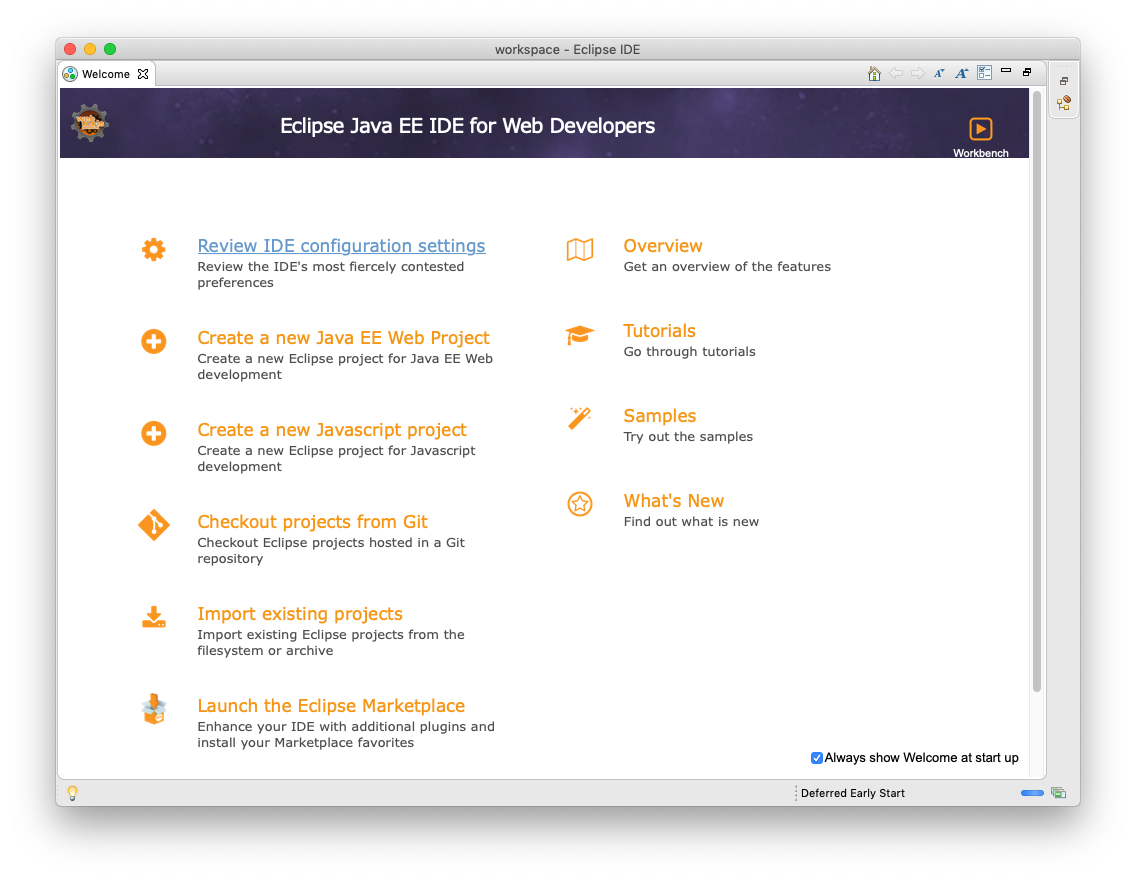 workspace - Eclipse IDE
Welcome
Eclipse Java EE IDE for Web Developers
Workbench
Review IDE configuration settings
Review the IDE's most fiercely contested
preferences
Create a new Java EE Web Project
Create a new Eclipse project for Java EE Web
development
Create a new Javascript project
Create a new Eclipse project for Javascript
development
Checkout projects from Git
Checkout Eclipse projects hosted in a Git
repository
Import existing projects
Import existing Eclipse projects from the
filesystem or archive
Launch the Eclipse Marketplace
Enhance your IDE with additional plugins and
install your Marketplace favorites
Overview
Get an overview of the features
Tutorials
Go through tutorials
Samples
Try out the samples
What's New
Find out what is new
Always show Welcome at start up
Deferred Early Start